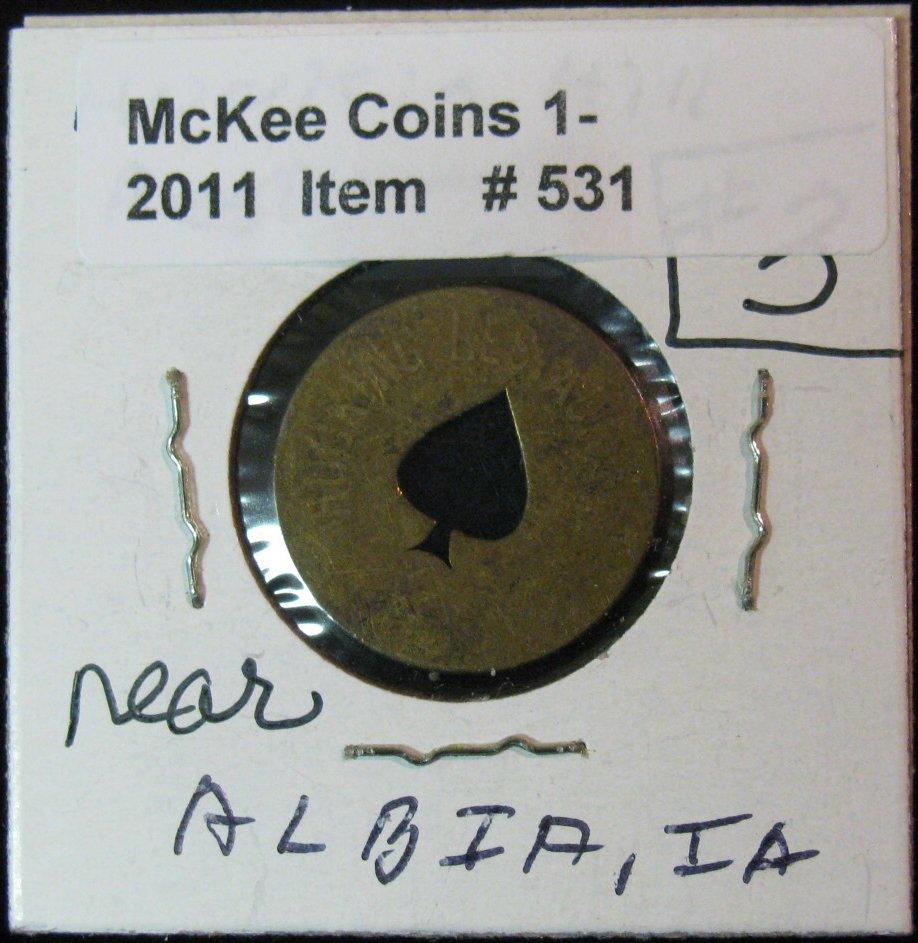 McKee Coins 1-
2011 Item # 531
near
ALBIA, IA